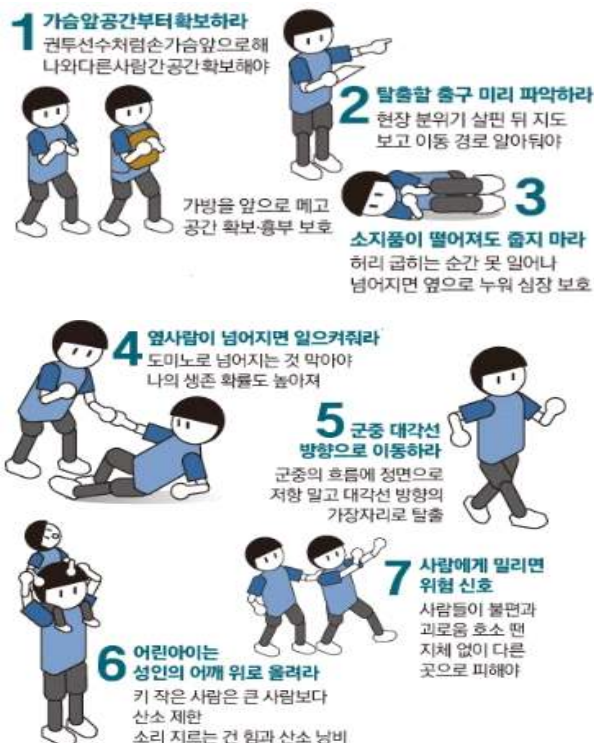 1 가슴앞공간부터확보하라
권투선수처럼손가슴앞으로해
나와다른사람간공간확보해야
가방을 앞으로 메고
공간 확보·흉부 보호
2 탈출할 출구 미리 파악하라
현장 분위기 살핀 뒤 지도
보고 이동 경로 알아둬야
3
소지품이 떨어져도 줍지 마라
허리 굽히는 순간 못 일어나
넘어지면 옆으로 누워 심장 보호
4 옆사람이 넘어지면 일으켜줘라
도미노로 넘어지는 것 막아야
나의 생존 확률도 높아져
5 군중 대각선
방향으로 이동하라
군중의 흐름에 정면으로
저항 말고 대각선 방향의
가장자리로 탈출
6 어린아이는
성인의 어깨 위로 올려라
키 작은 사람은 큰 사람보다
산소 제한
소리 지르는 건 힘과 산소 낭비
7 사람에게 밀리면
위험 신호
사람들이 불편과
괴로움 호소 땐
지체 없이 다른
곳으로 피해야